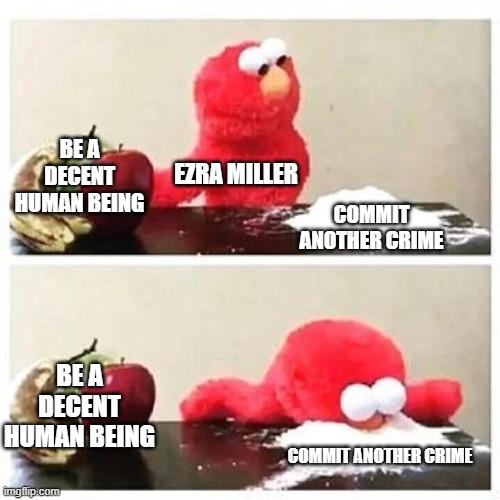 BE A
DECENT
HUMAN BEING
EZRA MILLER
COMMIT
ANOTHER CRIME
BE A
DECENT
HUMAN BEING
COMMIT ANOTHER CRIME
imgflip.com